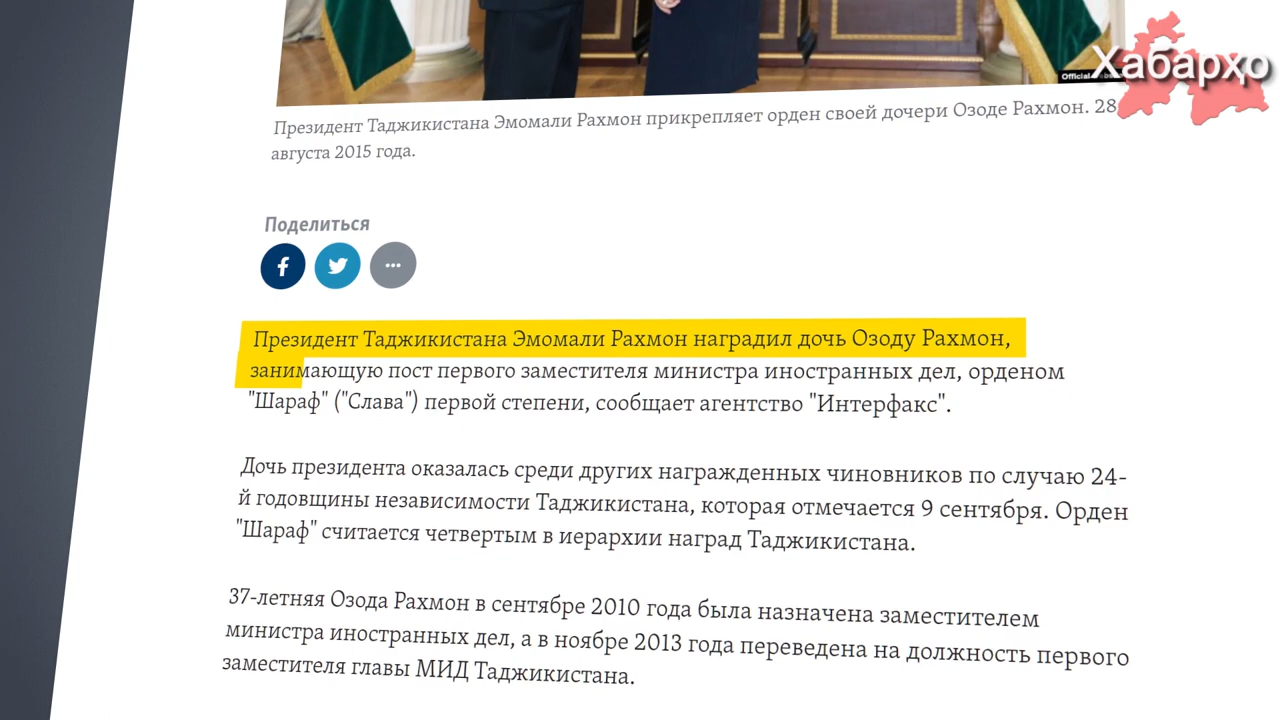 Хабарҳо
Official
Президент Таджикистана Эмомали Рахмон прикрепляет орден своей дочери Озоде Рахмон. 28
августа 2015 года.
Поделиться
Президент Таджикистана Эмомали Рахмон наградил дочь Озоду Рахмон,
занимающую пост первого заместителя министра иностранных дел, орденом
"Шараф" ("Слава") первой степени, сообщает агентство "Интерфакс".
Дочь президента оказалась среди других награжденных чиновников по случаю 24-
й годовщины независимости Таджикистана, которая отмечается 9 сентября. Орден
"Шараф" считается четвертым в иерархии наград Таджикистана.
37-летняя Озода Рахмон в сентябре 2010 года была назначена заместителем
министра иностранных дел, а в ноябре 2013 года переведена на должность первого
заместителя главы МИД Таджикистана.